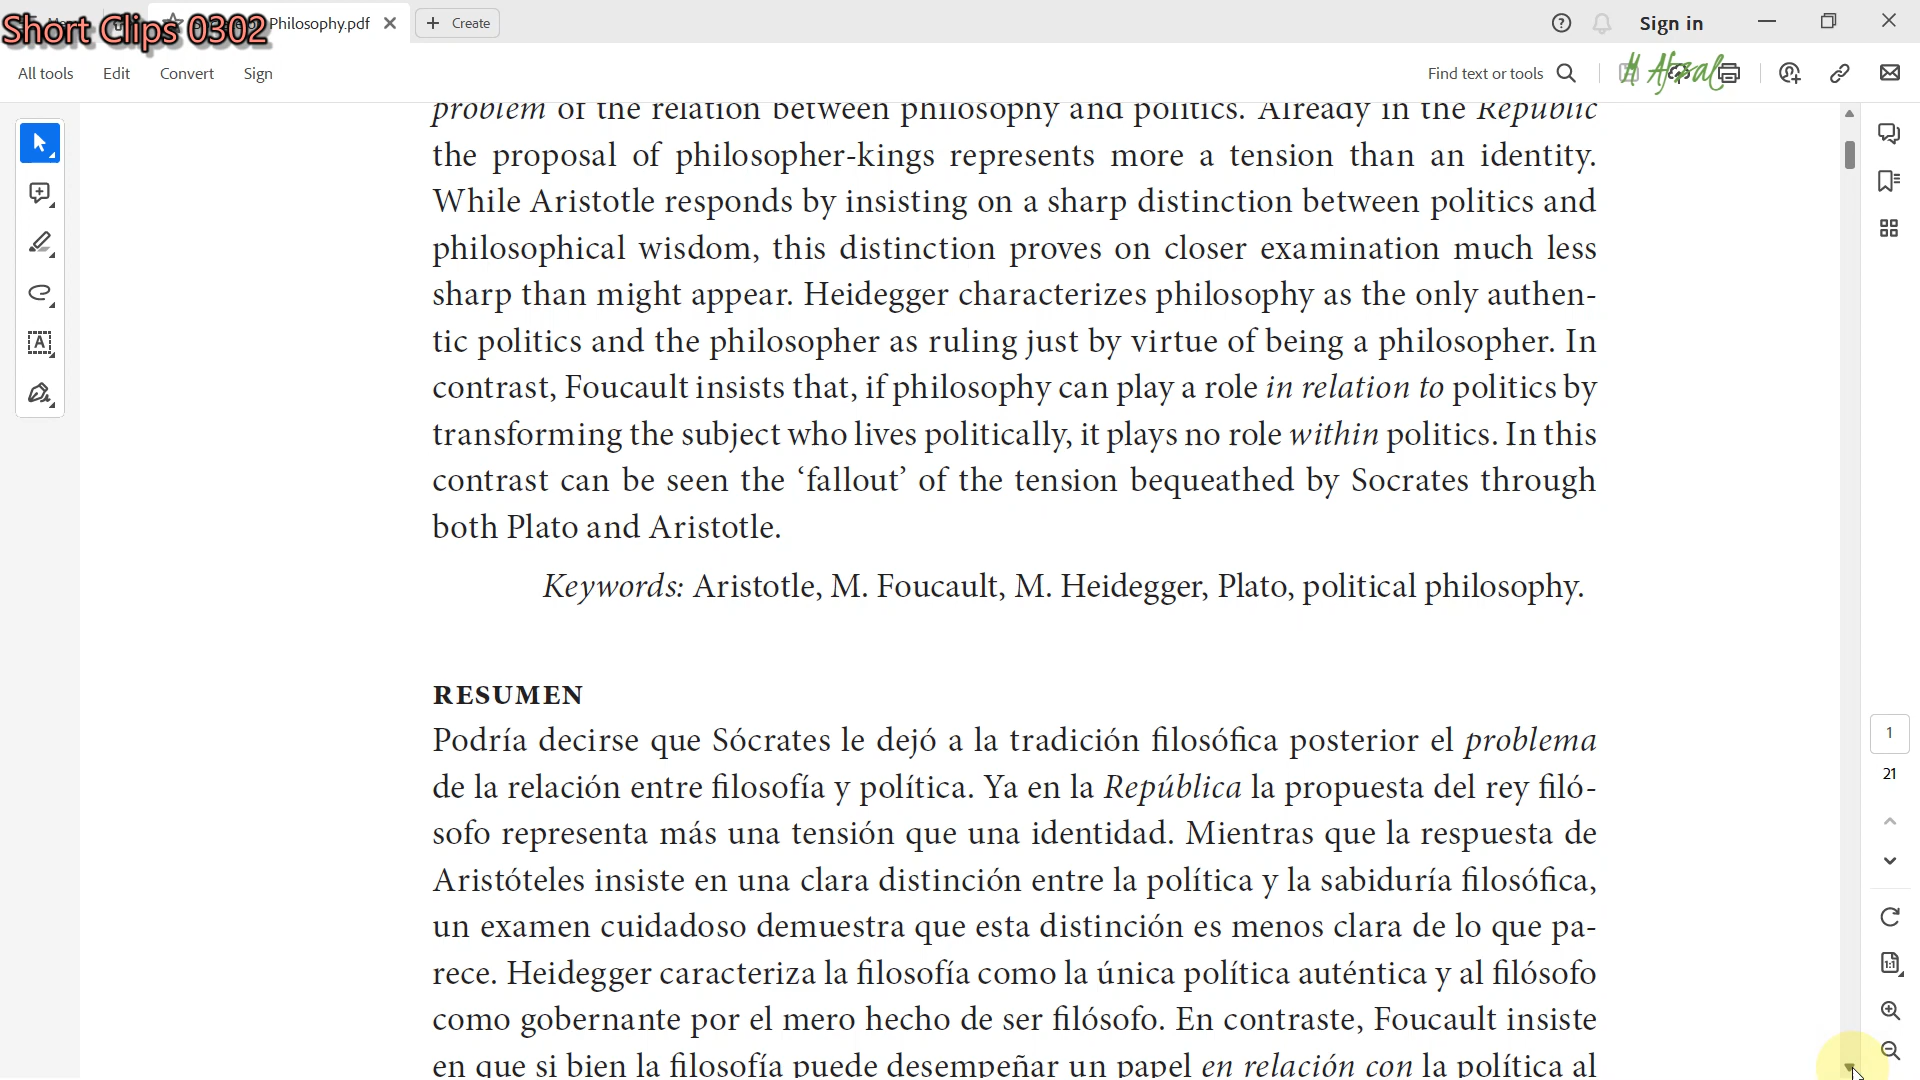 Short Clips 0302
Philosophy.pdf
Create
Sign in
All tools
Edit
Convert
Sign
Find text or tools
M Afzal
problem of the relation between philosophy and politics. Already in the Republic
the proposal of philosopher-kings represents more a tension than an identity.
While Aristotle responds by insisting on a sharp distinction between politics and
philosophical wisdom, this distinction proves on closer examination much less
sharp than might appear. Heidegger characterizes philosophy as the only authen-
tic politics and the philosopher as ruling just by virtue of being a philosopher. In
contrast, Foucault insists that, if philosophy can play a role in relation to politics by
transforming the subject who lives politically, it plays no role within politics. In this
contrast can be seen the ‘fallout’ of the tension bequeathed by Socrates through
both Plato and Aristotle.
Keywords: Aristotle, M. Foucault, M. Heidegger, Plato, political philosophy.
RESUMEN
Podría decirse que Sócrates le dejó a la tradición filosófica posterior el problema
de la relación entre filosofía y política. Ya en la República la propuesta del rey filó-
sofo representa más una tensión que una identidad. Mientras que la respuesta de
Aristóteles insiste en una clara distinción entre la política y la sabiduría filosófica,
un examen cuidadoso demuestra que esta distinción es menos clara de lo que pa-
rece. Heidegger caracteriza la filosofía como la única política auténtica y al filósofo
como gobernante por el mero hecho de ser filósofo. En contraste, Foucault insiste
en que si bien la filosofía puede desempeñar un papel en relación con la política al
1
21